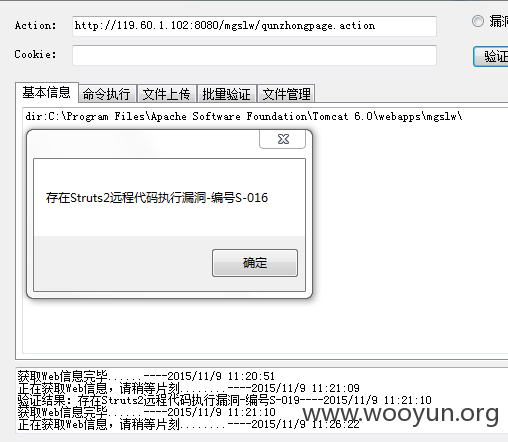 Action: http://119.60.1.102:8080/mgslw/qunzhongpage.action
Cookie:
验证
基本信息 命令执行 文件上传 批量验证 文件管理
dir:C:\Program Files\Apache Software Foundation\Tomcat 6.0\webapps\mgslw\
存在Struts2远程代码执行漏洞-编号S-016
确定
获取Web信息完毕......----2015/11/9 11:20:51
正在获取Web信息，请稍等片刻........----2015/11/9 11:21:09
验证结果：存在Struts2远程代码执行漏洞-编号S-019----2015/11/9 11:21:10
获取Web信息完毕......----2015/11/9 11:21:10
正在获取Web信息，请稍等片刻........----2015/11/9 11:26:22
www.wooyun.org